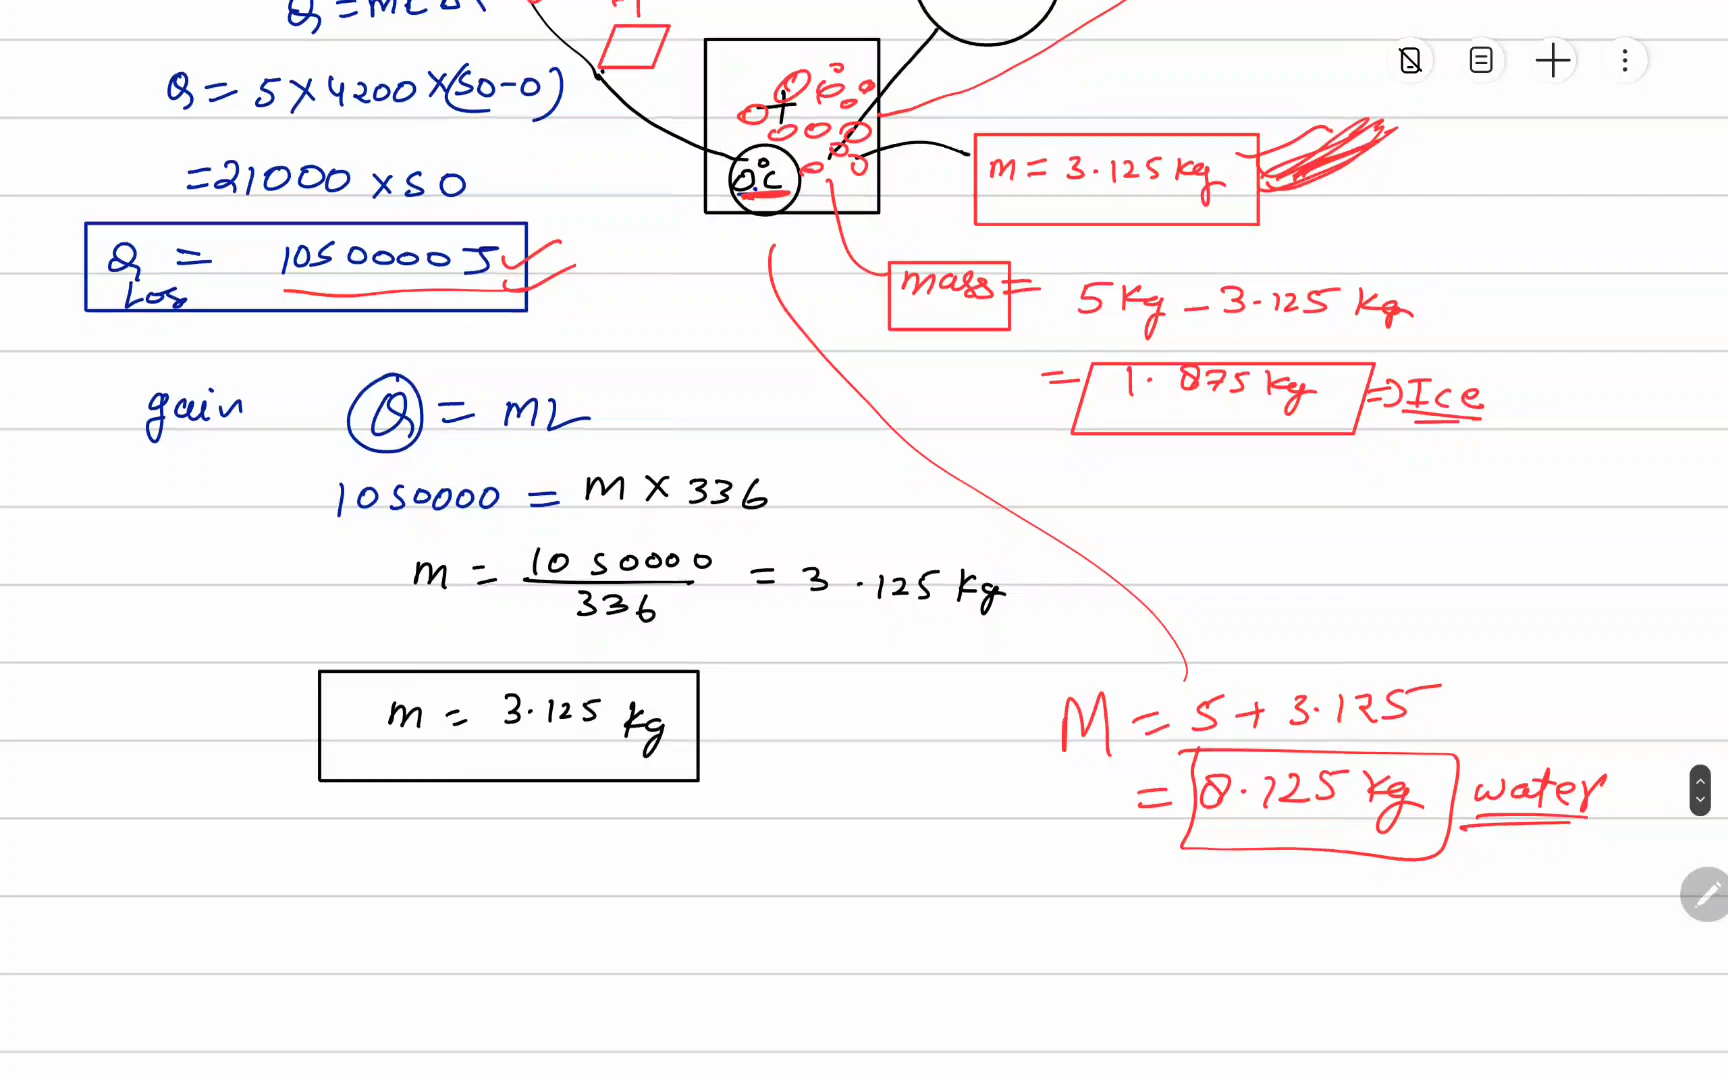 Q = mc
Q = 5 × 4200 × (50-0)
= 21000 × 50
Q = 1050000 J
Los
0°C
m = 3.125 kg
mass = 5 Kg - 3.125 kg
= 1.875 kg ⇒ Ice
gain Q = mL
1050000 = m × 336
m = 1050000 / 336 = 3.125 kg
m = 3.125 kg
M = 5 + 3.125
= 8.125 kg water